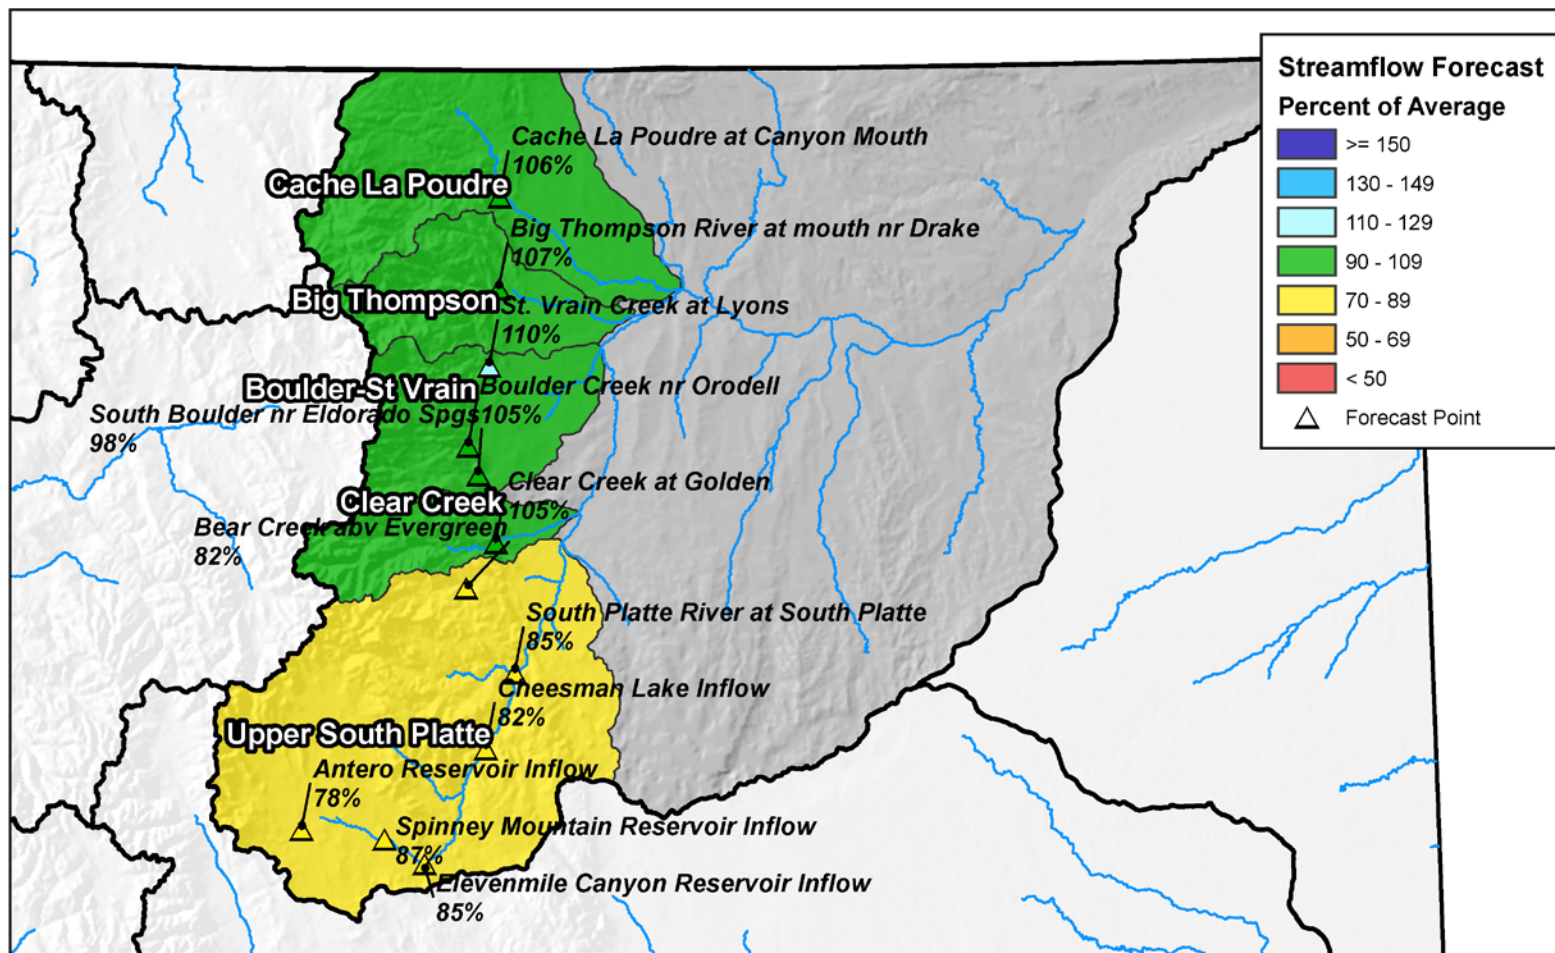 Streamflow Forecast
Percent of Average
>= 150
130 - 149
110 - 129
90 - 109
70 - 89
50 - 69
< 50
Forecast Point
Cache La Poudre at Canyon Mouth
106%
Cache La Poudre
Big Thompson River at mouth nr Drake
107%
Big Thompson
St. Vrain Creek at Lyons
110%
Boulder-St Vrain
Boulder Creek nr Orodell
105%
South Boulder nr Eldorado Spgs
98%
Clear Creek at Golden
105%
Clear Creek
Bear Creek abv Evergreen
82%
South Platte River at South Platte
85%
Cheesman Lake Inflow
82%
Upper South Platte
Antero Reservoir Inflow
78%
Spinney Mountain Reservoir Inflow
87%
Elevenmile Canyon Reservoir Inflow
85%